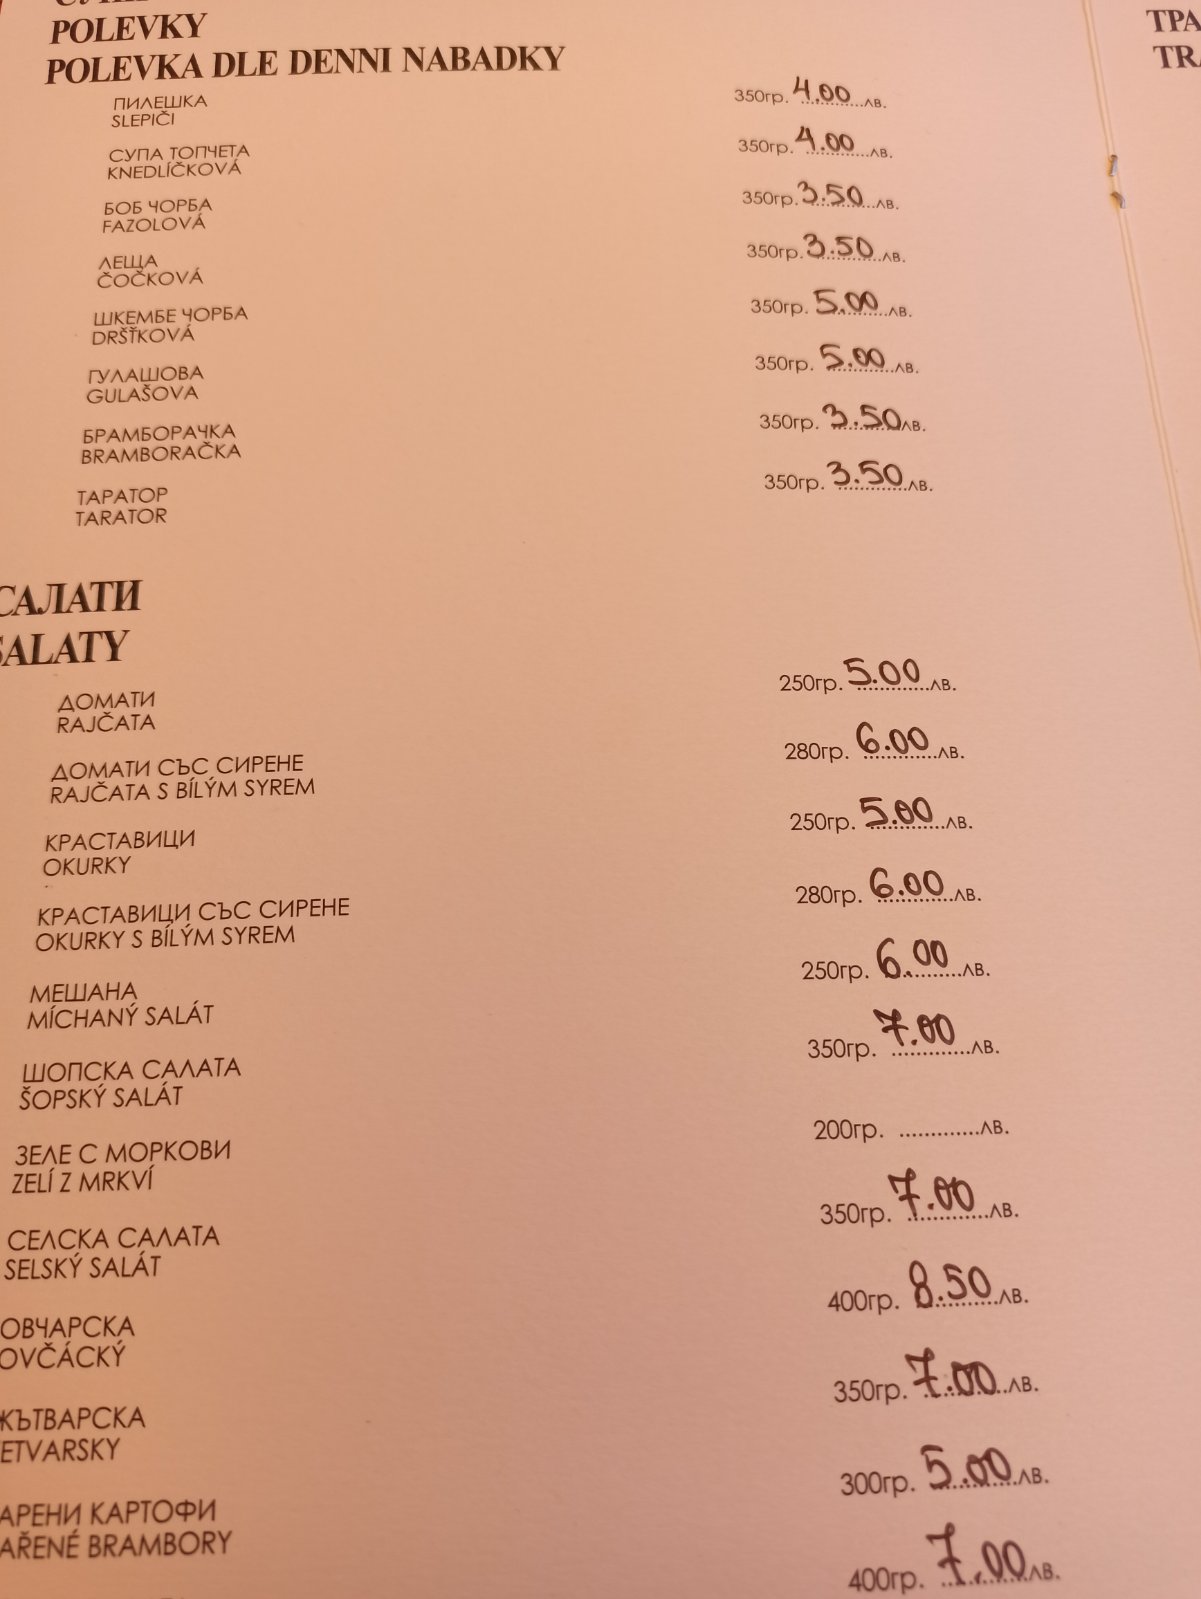 POLEVKY
POLEVKA DLE DENNI NABADKY
ПИЛЕШКА 350гр. 4.00 лв.
SLEPIČI
СУПА ТОПЧЕТА 350гр. 4.00 лв.
KNEDLÍČKOVÁ
БОБ ЧОРБА 350гр. 3.50 лв.
FAZOLOVÁ
ЛЕЩА 350гр. 3.50 лв.
ČOČKOVÁ
ШКЕМБЕ ЧОРБА 350гр. 5.00 лв.
DRŠŤKOVÁ
ГУЛАШОВА 350гр. 5.00 лв.
GULAŠOVA
БРАМБОРАЧКА 350гр. 3.50 лв.
BRAMBORAČKA
ТАРАТОР 350гр. 3.50 лв.
TARATOR
САЛАТИ
SALATY
ДОМАТИ 250гр. 5.00 лв.
RAJČATA
ДОМАТИ СЪС СИРЕНЕ 280гр. 6.00 лв.
RAJČATA S BÍLÝM SYREM
КРАСТАВИЦИ 250гр. 5.00 лв.
OKURKY
КРАСТАВИЦИ СЪС СИРЕНЕ 280гр. 6.00 лв.
OKURKY S BÍLÝM SYREM
МЕШАНА 250гр. 6.00 лв.
MÍCHANÝ SALÁT
ШОПСКА САЛАТА 350гр. 7.00 лв.
ŠOPSKÝ SALÁT
ЗЕЛЕ С МОРКОВИ 200гр. .............лв.
ZELÍ Z MRKVÍ
СЕЛСКА САЛАТА 350гр. 7.00 лв.
SELSKÝ SALÁT
ОВЧАРСКА 400гр. 8.50 лв.
OVČÁCKÝ
ЖЪТВАРСКА 350гр. 7.00 лв.
ETVARSKY
АРЕНИ КАРТОФИ 300гр. 5.00 лв.
AŘENÉ BRAMBORY
400гр. 7.00 лв.
ТРА
TRA